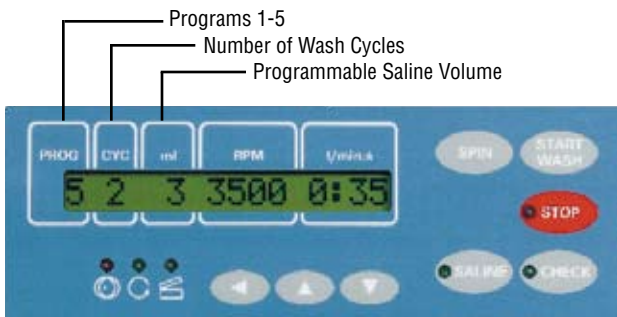 Programs 1-5
Number of Wash Cycles
Programmable Saline Volume
PROG CYC ml RPM t/min.s
5 2 3 3500 0:35
SPIN START WASH
STOP
SALINE CHECK